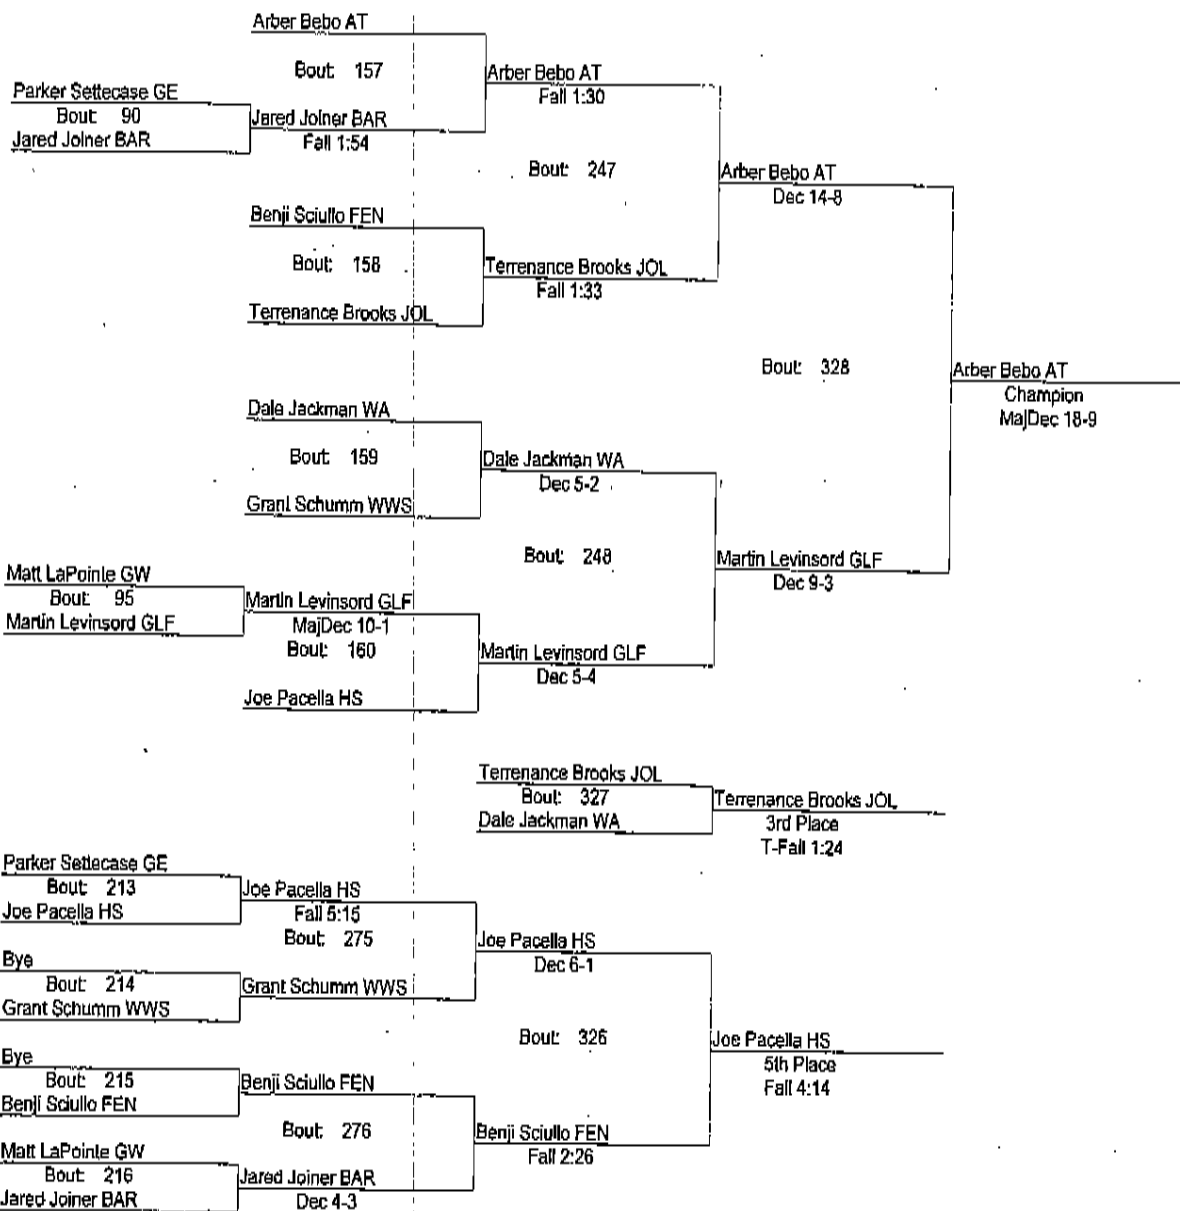 Arber Bebo AT
Bout: 157
Arber Bebo AT
Fall 1:30
Parker Settecase GE
Bout: 90
Jared Joiner BAR
Jared Joiner BAR
Fall 1:54
Bout: 247
Arber Bebo AT
Dec 14-8
Benji Sciullo FEN
Bout: 158
Terrenance Brooks JOL
Fall 1:33
Terrenance Brooks JOL
Bout: 328
Arber Bebo AT
Champion
MajDec 18-9
Dale Jackman WA
Bout: 159
Dale Jackman WA
Dec 5-2
Grant Schumm WWS
Bout: 248
Martin Levinsord GLF
Dec 9-3
Matt LaPointe GW
Bout: 95
Martin Levinsord GLF
Martin Levinsord GLF
MajDec 10-1
Bout: 160
Martin Levinsord GLF
Dec 5-4
Joe Pacella HS
Terrenance Brooks JOL
Bout: 327
Dale Jackman WA
Terrenance Brooks JOL
3rd Place
T-Fall 1:24
Parker Settecase GE
Bout: 213
Joe Pacella HS
Joe Pacella HS
Fall 5:15
Bout: 275
Joe Pacella HS
Dec 6-1
Bye
Bout: 214
Grant Schumm WWS
Grant Schumm WWS
Bout: 326
Joe Pacella HS
5th Place
Fall 4:14
Bye
Bout: 215
Benji Sciullo FEN
Benji Sciullo FEN
Bout: 276
Benji Sciullo FEN
Fall 2:26
Matt LaPointe GW
Bout: 216
Jared Joiner BAR
Jared Joiner BAR
Dec 4-3